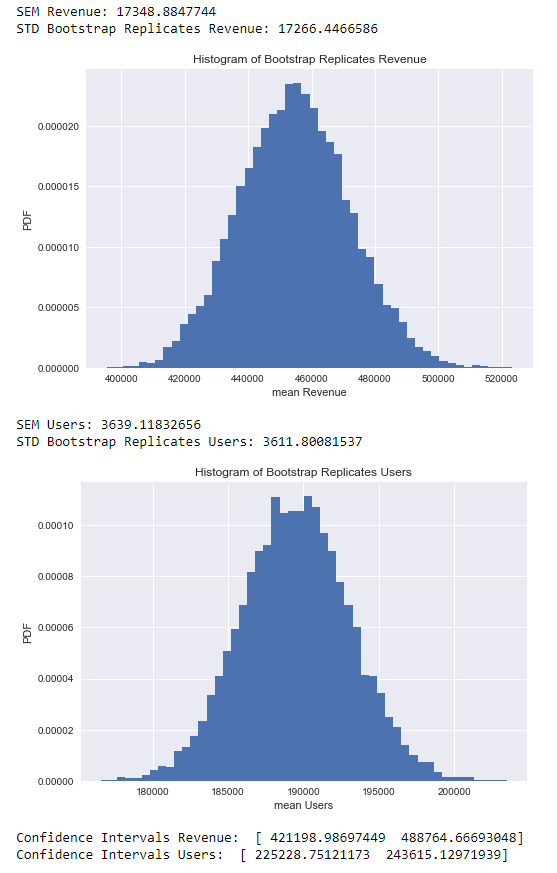 SEM Revenue: 17348.8847744
STD Bootstrap Replicates Revenue: 17266.4466586
Histogram of Bootstrap Replicates Revenue
0.000020
0.000015
0.000010
0.000005
0.000000
PDF
400000 420000 440000 460000 480000 500000 520000
mean Revenue
SEM Users: 3639.11832656
STD Bootstrap Replicates Users: 3611.80081537
Histogram of Bootstrap Replicates Users
0.00010
0.00008
0.00006
0.00004
0.00002
0.00000
PDF
180000 185000 190000 195000 200000
mean Users
Confidence Intervals Revenue:  [ 421198.98697449  488764.66693048]
Confidence Intervals Users:  [ 225228.75121173  243615.12971939]